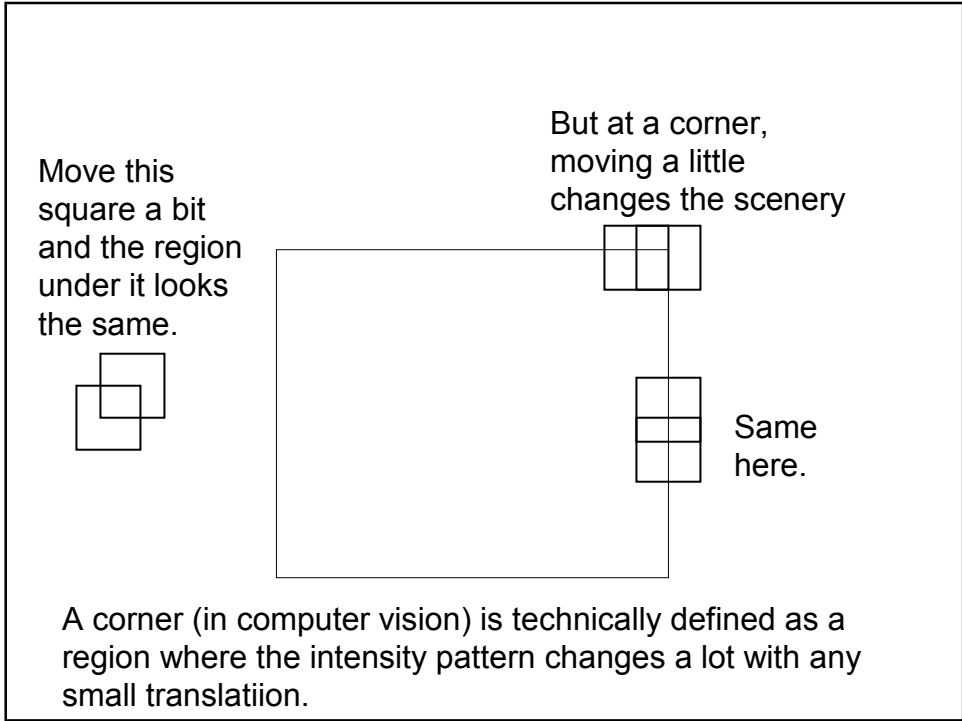 Move this
square a bit
and the region
under it looks
the same.
But at a corner,
moving a little
changes the scenery
Same
here.
A corner (in computer vision) is technically defined as a
region where the intensity pattern changes a lot with any
small translatiion.